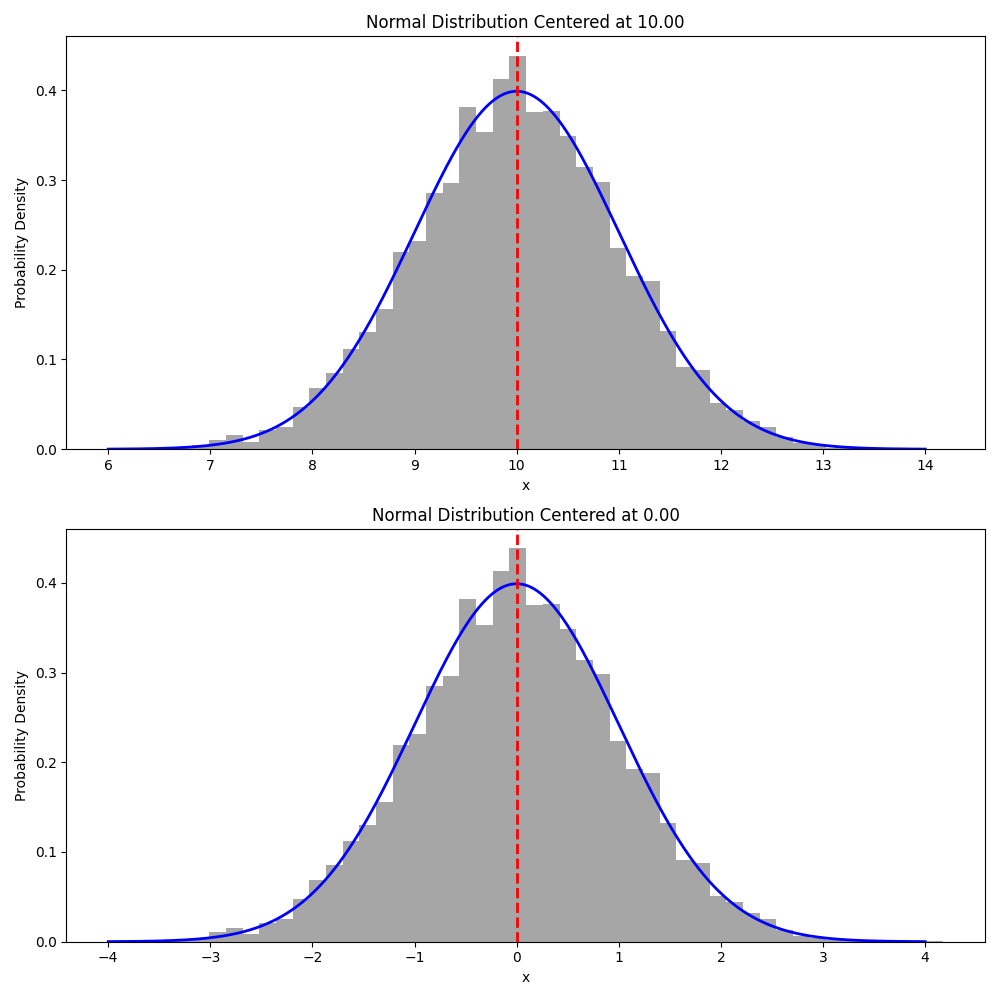 Normal Distribution Centered at 10.00
Probability Density
0.4
0.3
0.2
0.1
0.0
6 7 8 9 10 11 12 13 14
x
Normal Distribution Centered at 0.00
Probability Density
0.4
0.3
0.2
0.1
0.0
−4 −3 −2 −1 0 1 2 3 4
x